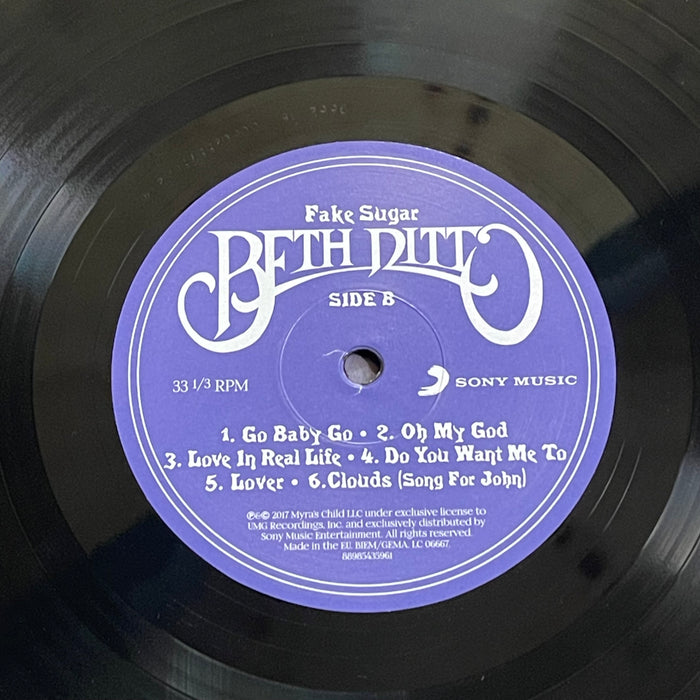 Fake Sugar
BETH DITTO
SIDE B
33 1/3 RPM
SONY MUSIC
1. Go Baby Go • 2. Oh My God
3. Love In Real Life • 4. Do You Want Me To
5. Lover • 6.Clouds (Song For John)
℗&© 2017 Myra's Child LLC under exclusive license to
UMG Recordings, Inc. and exclusively distributed by
Sony Music Entertainment. All rights reserved.
Made in the EU. BIEM/GEMA. LC 06667.
88985435961